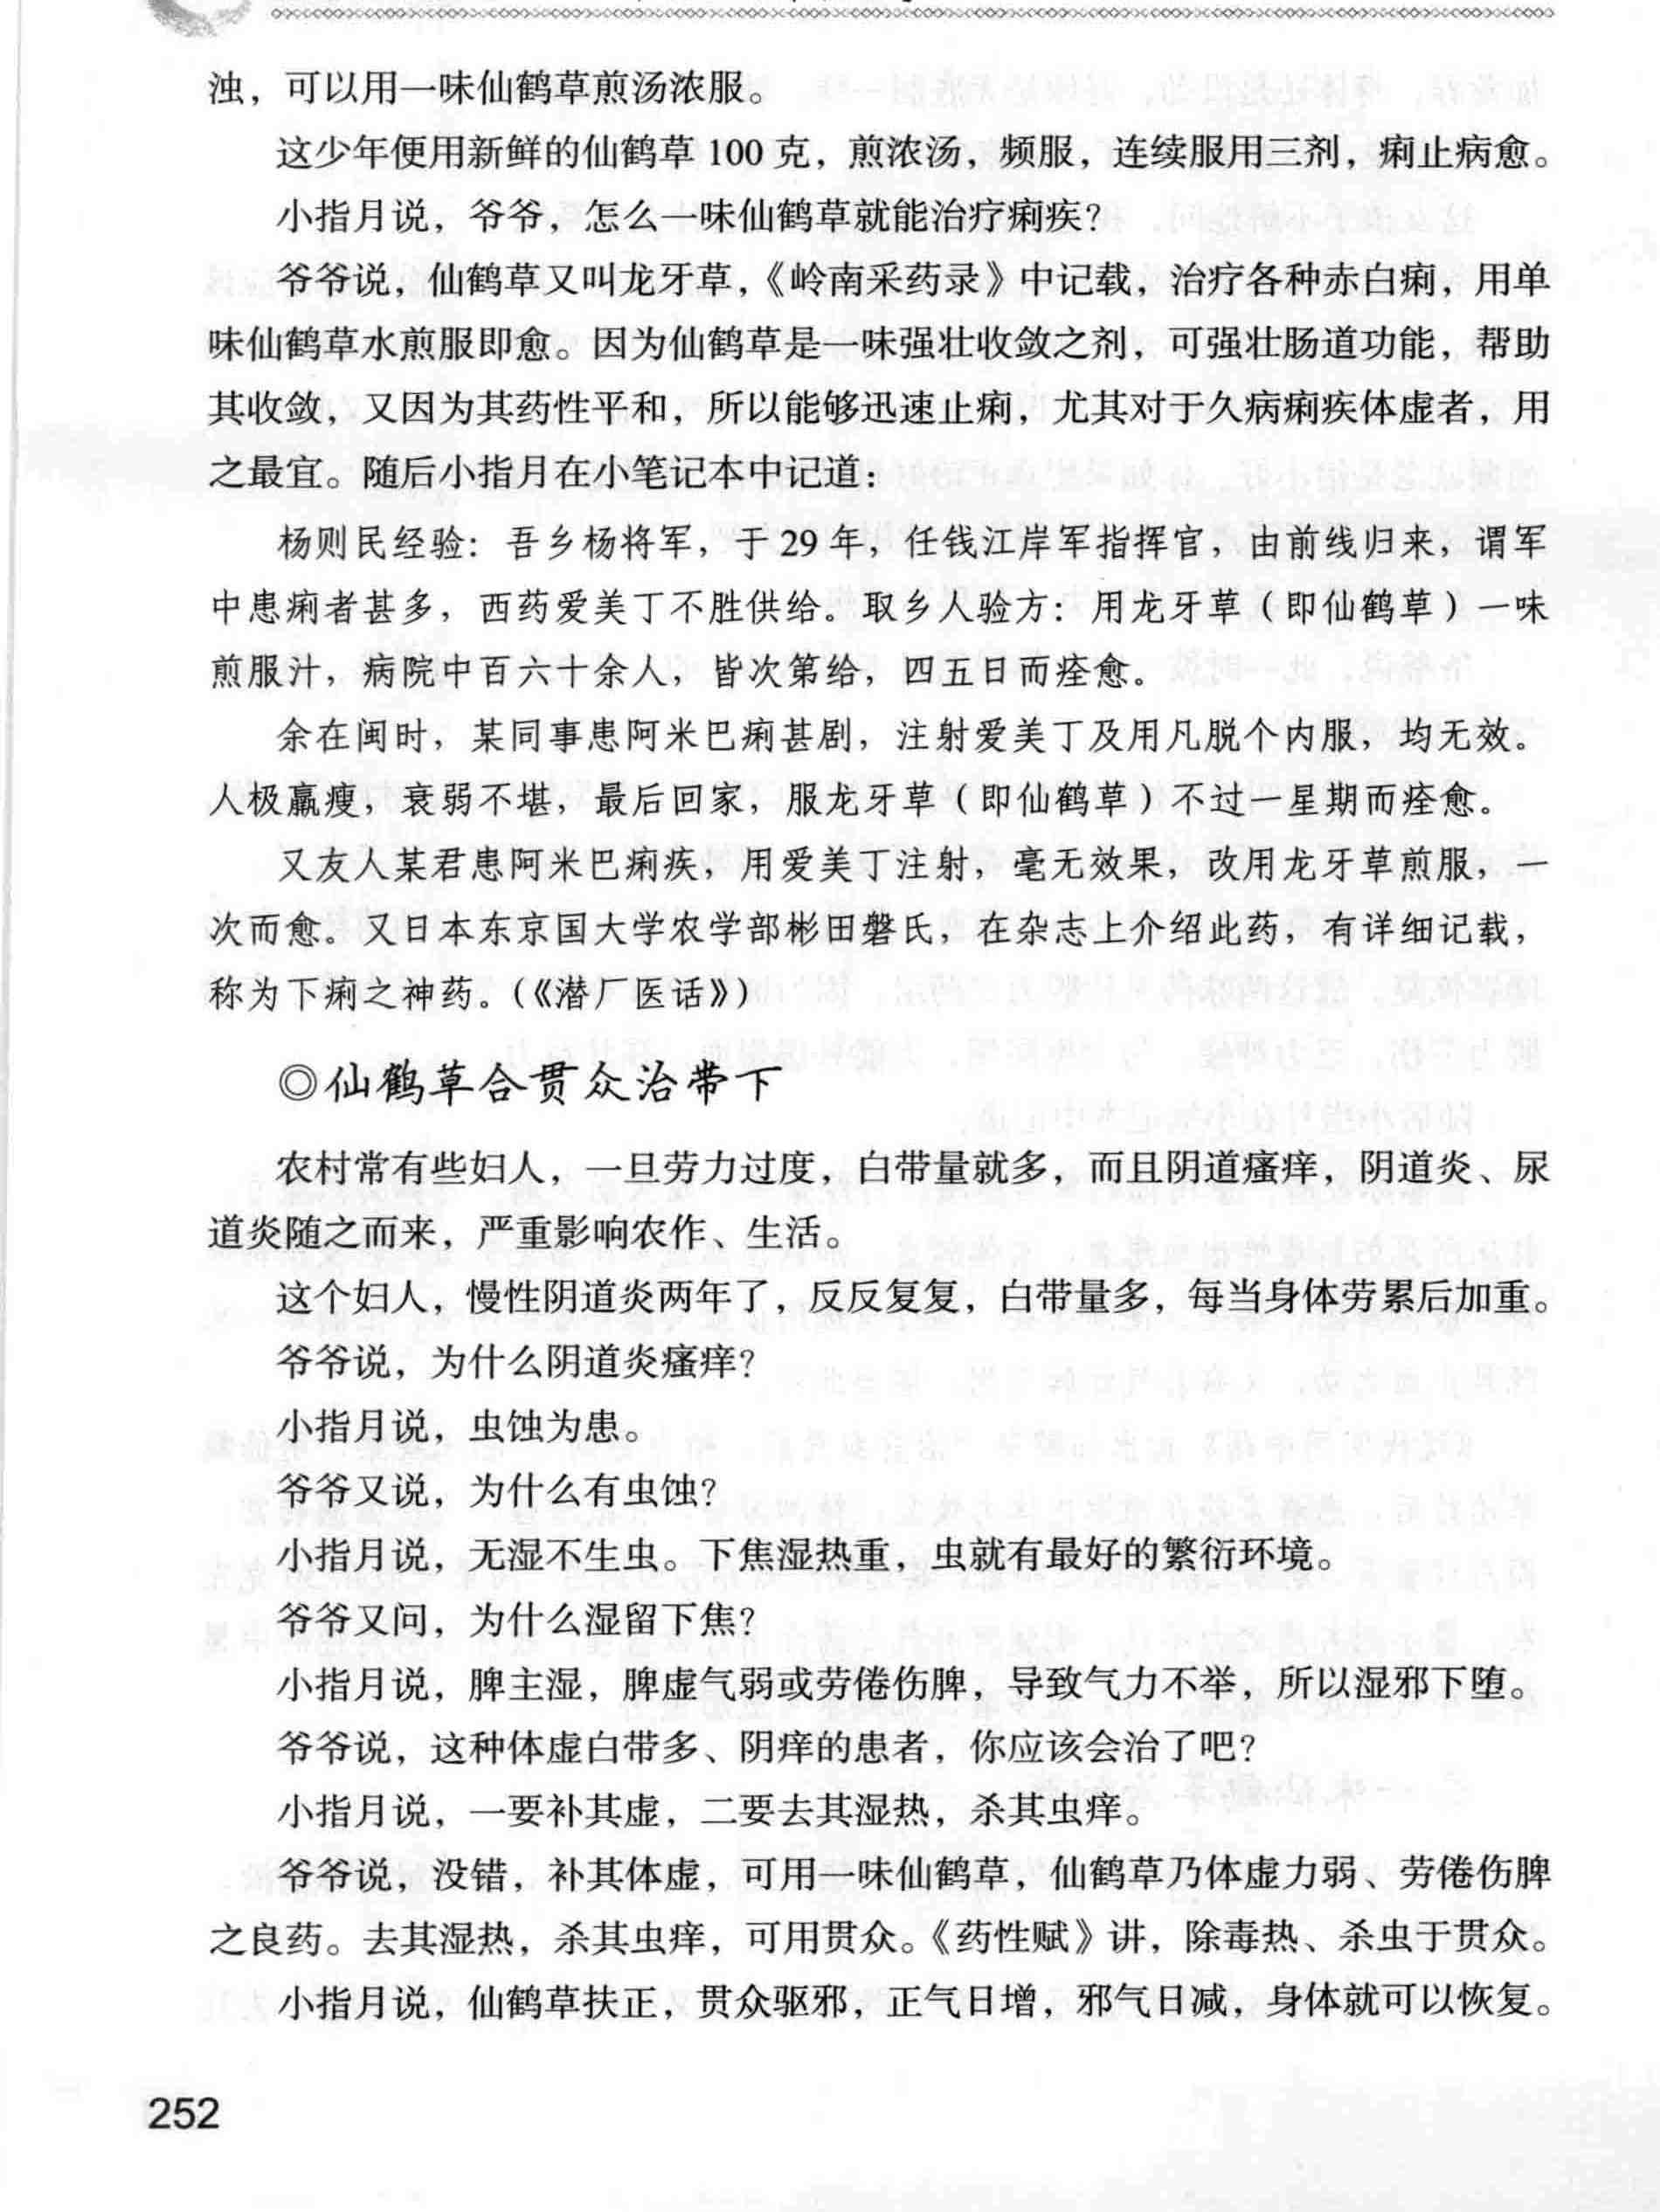 浊，可以用一味仙鹤草煎汤浓服。
这少年便用新鲜的仙鹤草 100 克，煎浓汤，频服，连续服用三剂，痢止病愈。
小指月说，爷爷，怎么一味仙鹤草就能治疗痢疾？
爷爷说，仙鹤草又叫龙牙草，《岭南采药录》中记载，治疗各种赤白痢，用单
味仙鹤草水煎服即愈。因为仙鹤草是一味强壮收敛之剂，可强壮肠道功能，帮助
其收敛，又因为其药性平和，所以能够迅速止痢，尤其对于久病痢疾体虚者，用
之最宜。随后小指月在小笔记本中记道：
杨则民经验：吾乡杨将军，于 29 年，任钱江岸军指挥官，由前线归来，谓军
中患痢者甚多，西药爱美丁不胜供给。取乡人验方：用龙牙草（即仙鹤草）一味
煎服汁，病院中百六十余人，皆次第给，四五日而痊愈。
余在闽时，某同事患阿米巴痢甚剧，注射爱美丁及用凡脱个内服，均无效。
人极羸瘦，衰弱不堪，最后回家，服龙牙草（即仙鹤草）不过一星期而痊愈。
又友人某君患阿米巴痢疾，用爱美丁注射，毫无效果，改用龙牙草煎服，一
次而愈。又日本东京国大学农学部彬田磐氏，在杂志上介绍此药，有详细记载，
称为下痢之神药。（《潜厂医话》）
◎仙鹤草合贯众治带下
农村常有些妇人，一旦劳力过度，白带量就多，而且阴道瘙痒，阴道炎、尿
道炎随之而来，严重影响农作、生活。
这个妇人，慢性阴道炎两年了，反反复复，白带量多，每当身体劳累后加重。
爷爷说，为什么阴道炎瘙痒？
小指月说，虫蚀为患。
爷爷又说，为什么有虫蚀？
小指月说，无湿不生虫。下焦湿热重，虫就有最好的繁衍环境。
爷爷又问，为什么湿留下焦？
小指月说，脾主湿，脾虚气弱或劳倦伤脾，导致气力不举，所以湿邪下堕。
爷爷说，这种体虚白带多、阴痒的患者，你应该会治了吧？
小指月说，一要补其虚，二要去其湿热，杀其虫痒。
爷爷说，没错，补其体虚，可用一味仙鹤草，仙鹤草乃体虚力弱、劳倦伤脾
之良药。去其湿热，杀其虫痒，可用贯众。《药性赋》讲，除毒热、杀虫于贯众。
小指月说，仙鹤草扶正，贯众驱邪，正气日增，邪气日减，身体就可以恢复。
252